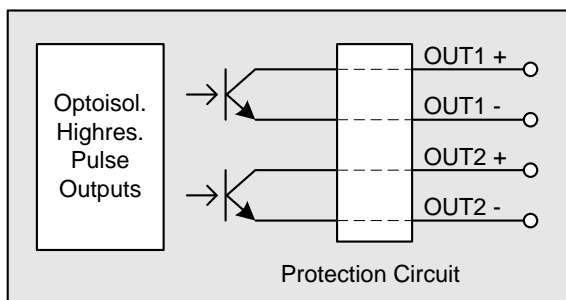 Optoisol.
Highres.
Pulse
Outputs
OUT1 +
OUT1 -
OUT2 +
OUT2 -
Protection Circuit